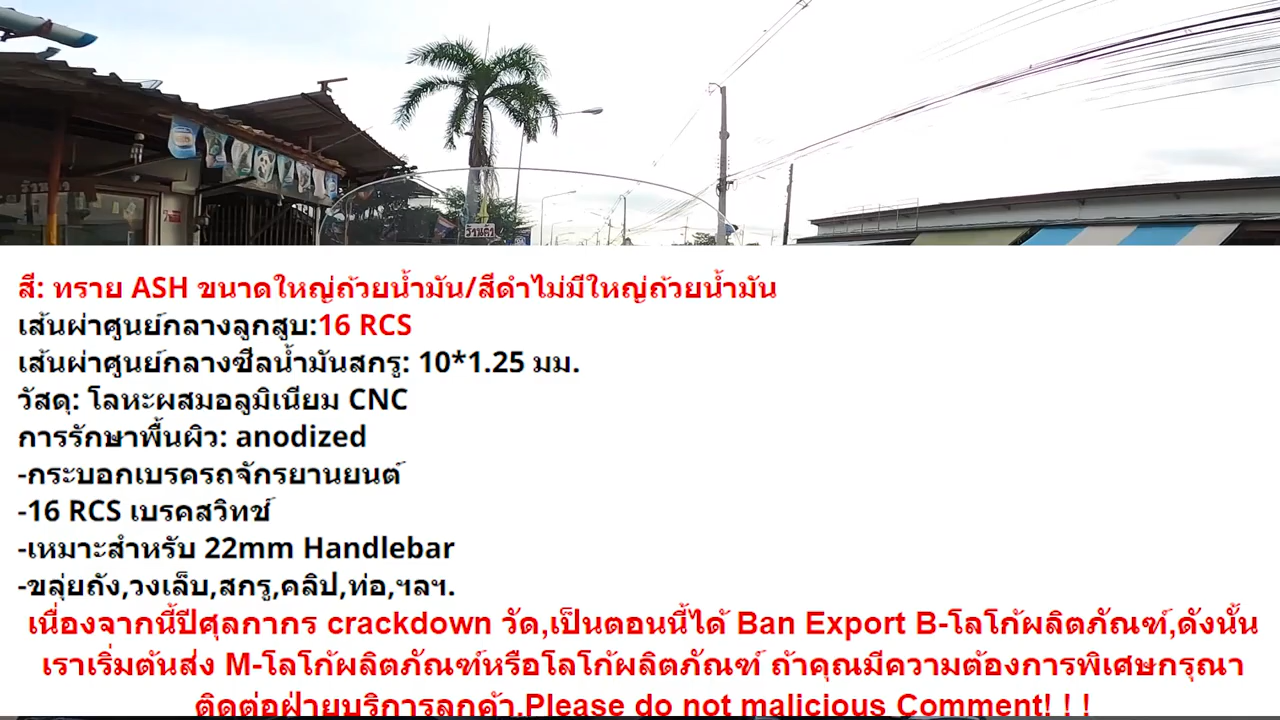 ร้านตัว
สี: ทราย ASH ขนาดใหญ่ถ้วยน้ำมัน/สีดำไม่มีใหญ่ถ้วยน้ำมัน
เส้นผ่าศูนย์กลางลูกสูบ:16 RCS
เส้นผ่าศูนย์กลางซีลน้ำมันสกรู: 10*1.25 มม.
วัสดุ: โลหะผสมอลูมิเนียม CNC
การรักษาพื้นผิว: anodized
-กระบอกเบรครถจักรยานยนต์
-16 RCS เบรคสวิทช์
-เหมาะสำหรับ 22mm Handlebar
-ขลุ่ยถัง,วงเล็บ,สกรู,คลิป,ท่อ,ฯลฯ.
เนื่องจากนี้ปีศุลกากร crackdown วัด,เป็นตอนนี้ได้ Ban Export B-โลโก้ผลิตภัณฑ์,ดังนั้น
เราเริ่มต้นส่ง M-โลโก้ผลิตภัณฑ์หรือโลโก้ผลิตภัณฑ์ ถ้าคุณมีความต้องการพิเศษกรุณา
ติดต่อฝ่ายบริการลูกค้า.Please do not malicious Comment! ! !